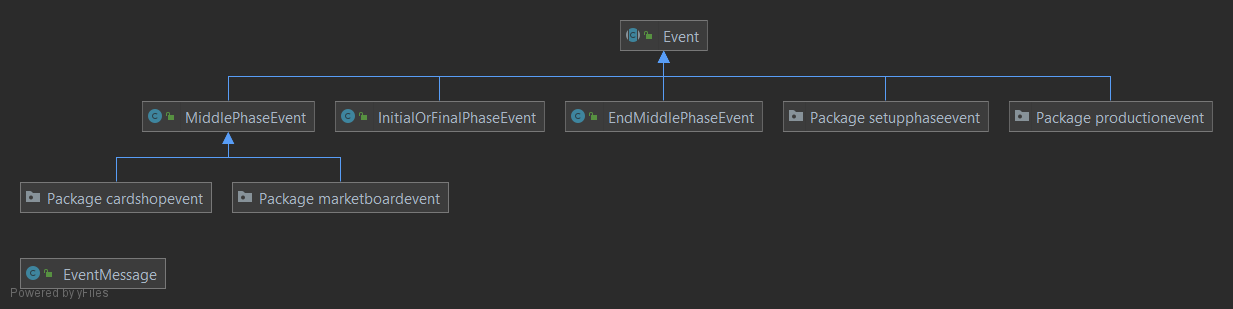 Event
MiddlePhaseEvent
InitialOrFinalPhaseEvent
EndMiddlePhaseEvent
Package setupphaseevent
Package productionevent
Package cardshopevent
Package marketboardevent
EventMessage
Powered by yFiles